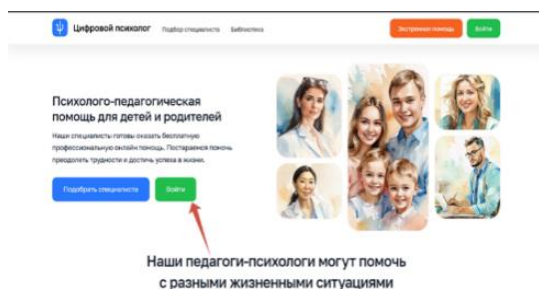 Цифровой психолог
Подбор специалиста
Библиотека
Экстренная помощь
Войти
Психолого-педагогическая
помощь для детей и родителей
Наши специалисты готовы оказать бесплатную
профессиональную онлайн помощь. Постараемся помочь
преодолеть трудности и достичь успеха в жизни.
Подобрать специалиста
Войти
Наши педагоги-психологи могут помочь
с разными жизненными ситуациями